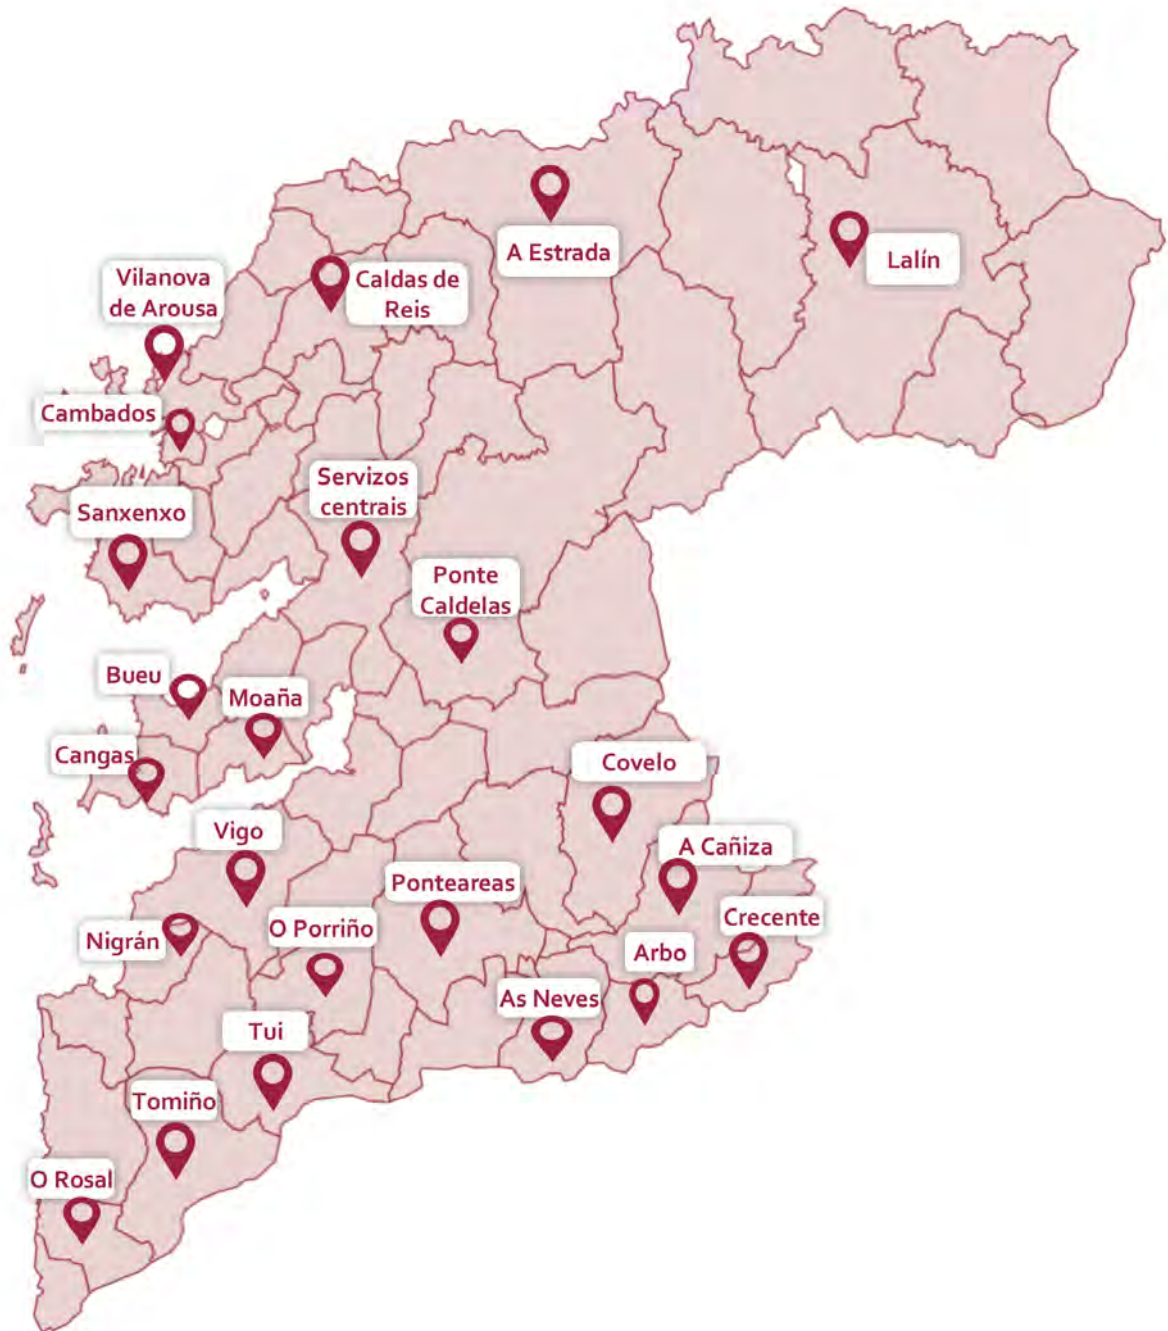 A Estrada
Lalín
Vilanova
de Arousa
Caldas de
Reis
Cambados
Servizos
centrais
Sanxenxo
Ponte
Caldelas
Bueu
Moaña
Cangas
Covelo
Vigo
A Cañiza
Ponteareas
Crecente
O Porriño
Nigrán
Arbo
As Neves
Tui
Tomiño
O Rosal